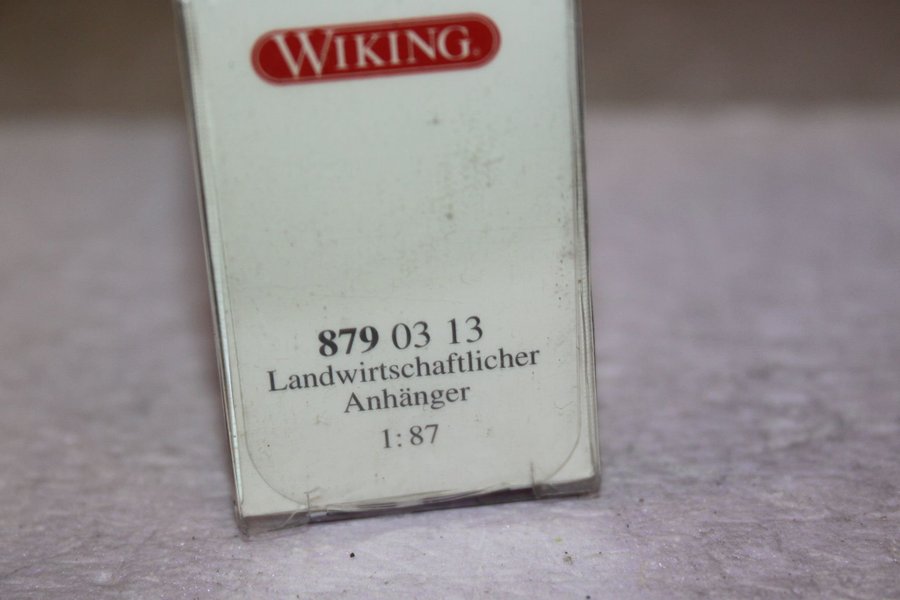 WIKING®
879 03 13
Landwirtschaftlicher
Anhänger
1:87